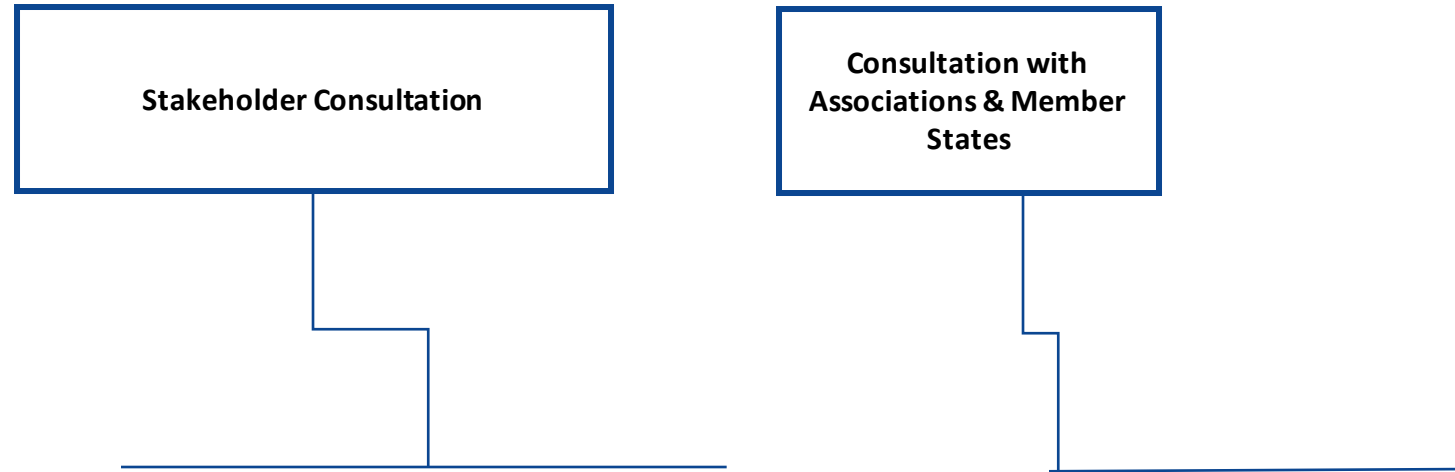 Stakeholder Consultation
Consultation with
Associations & Member
States